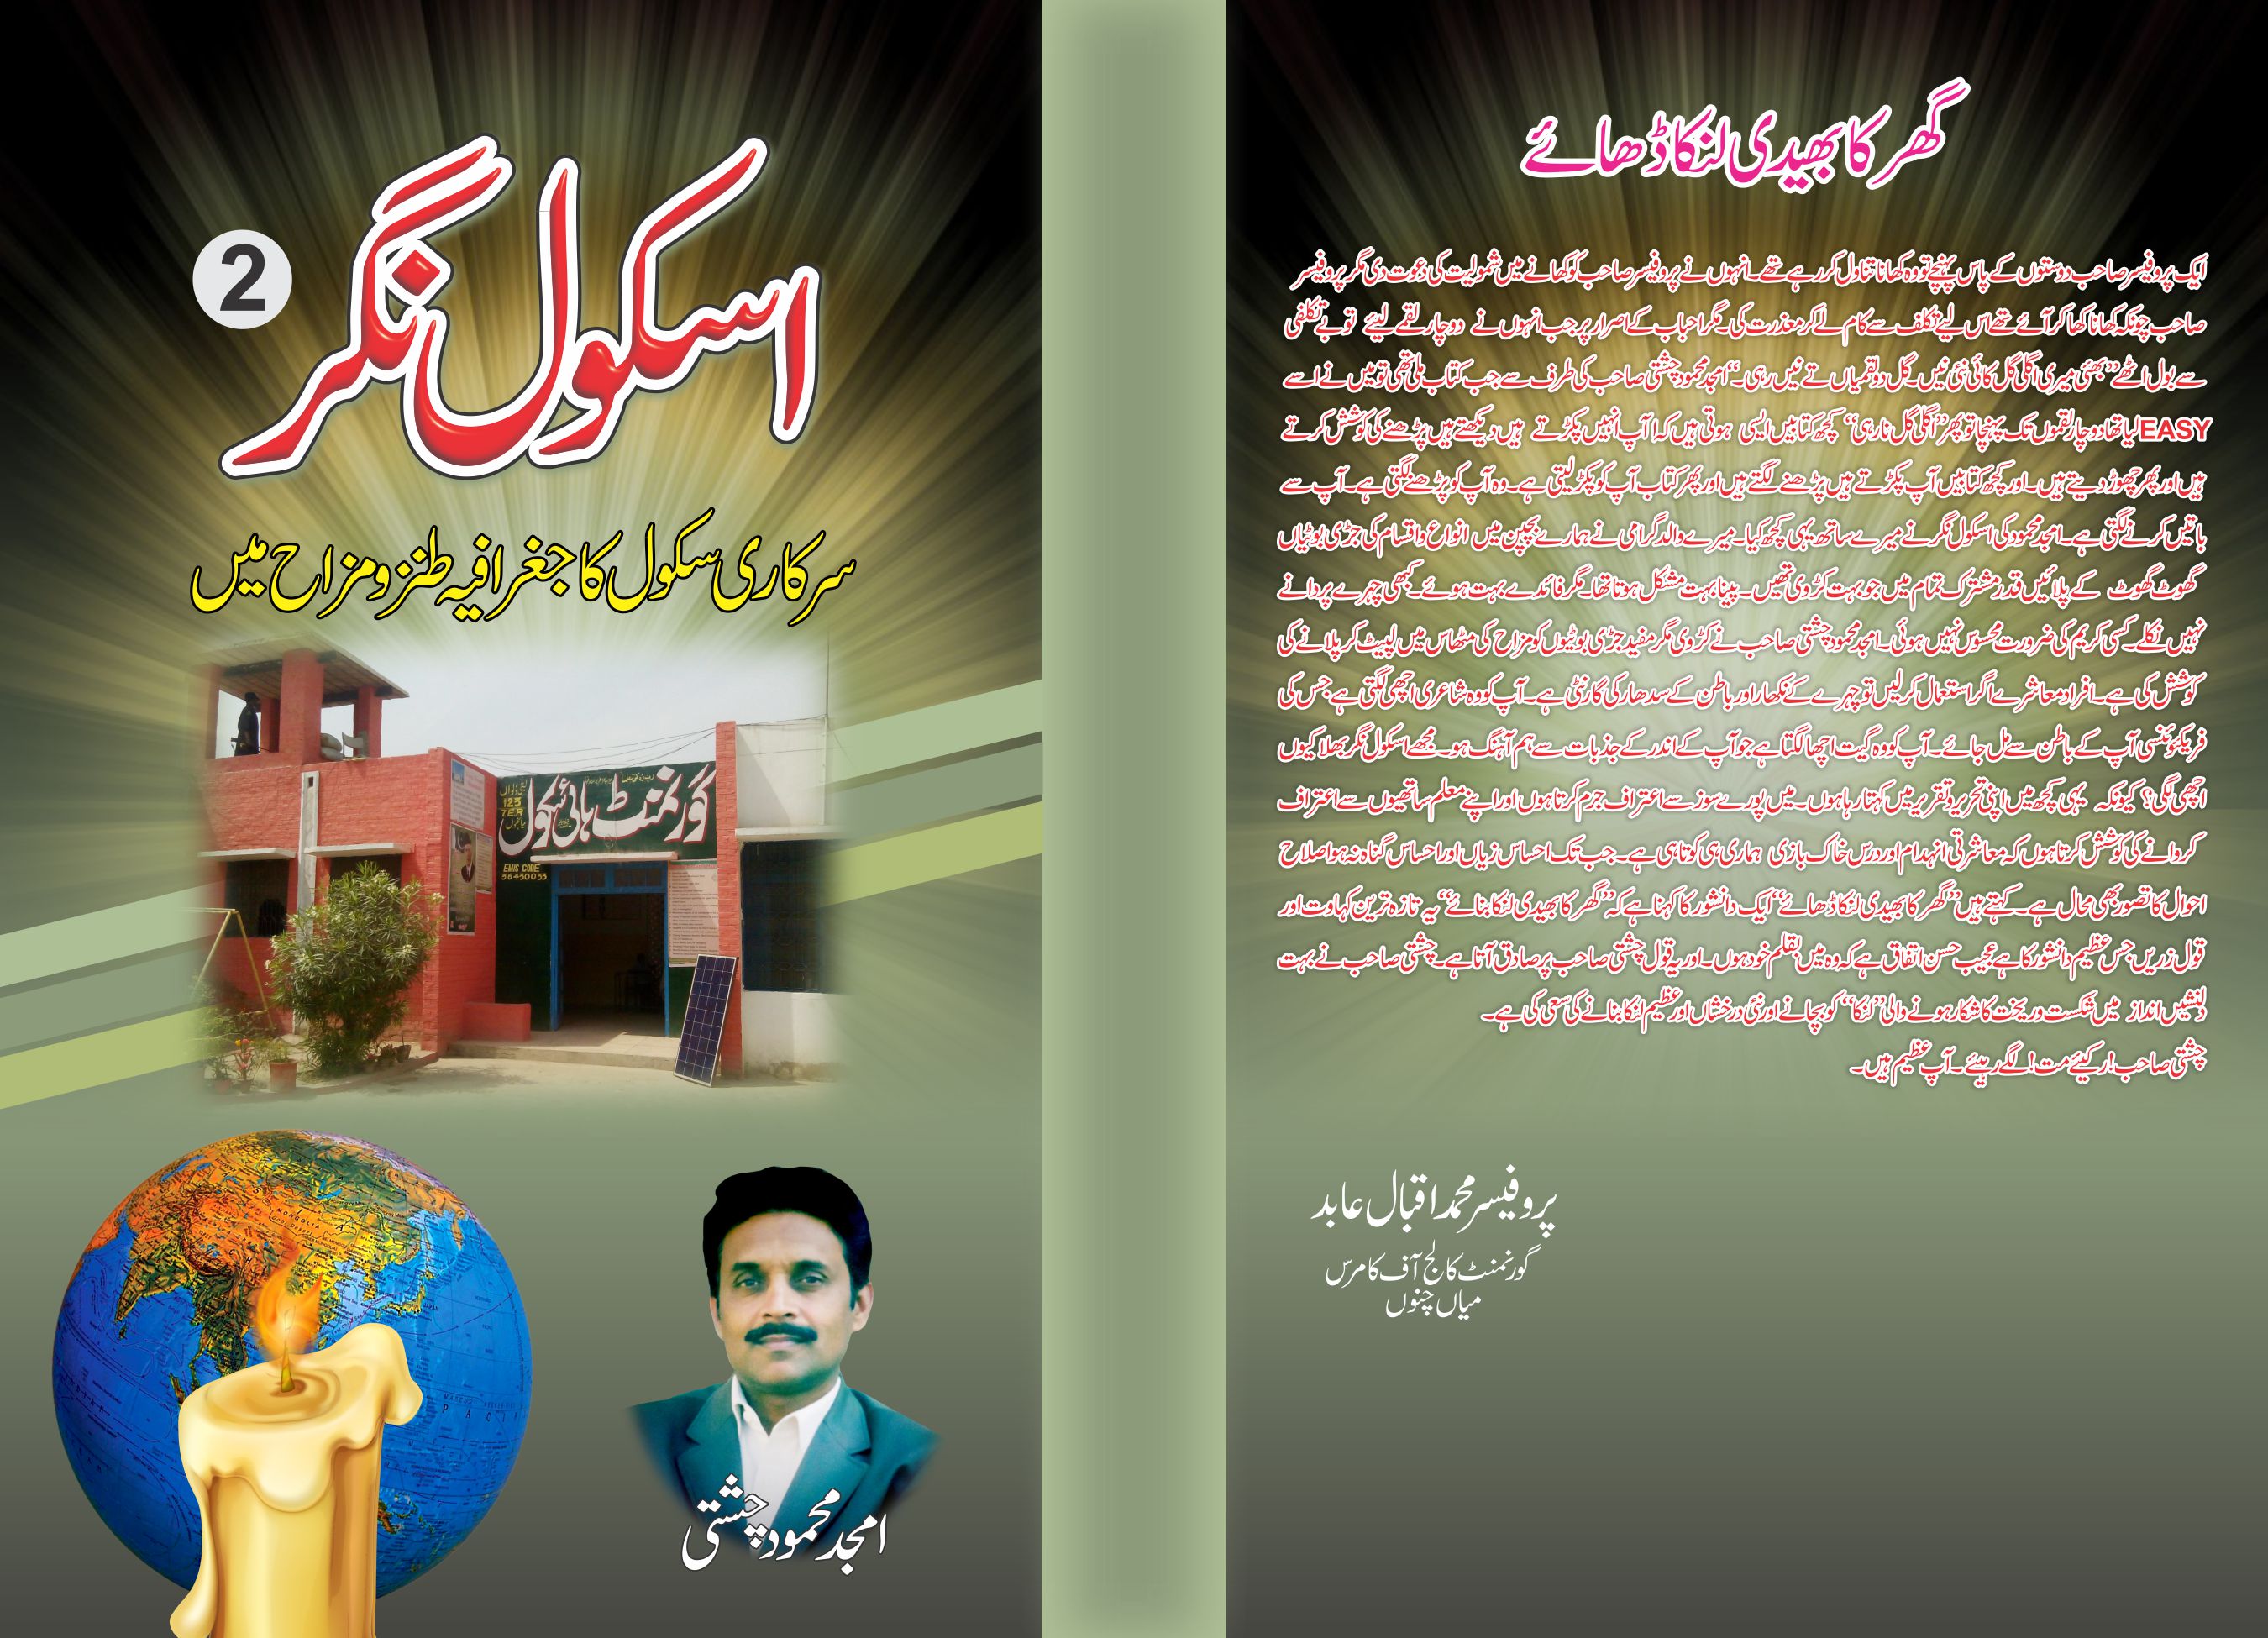 اسکول نگر
2
سرکاری سکول کا جغرافیہ طنز و مزاح میں
گورنمنٹ ہائی سکول
123
7.E.R
EMIS CODE
36450053
MONGOLIA
JAPAN
PACIF
امجد محمود چشتی
گھر کا بھیدی لنکا ڈھائے
ایک پروفیسر صاحب دوستوں کے پاس پہنچے تو وہ کھانا تناول کر رہے تھے۔ انہوں نے پروفیسر صاحب کو کھانے میں شمولیت کی دعوت دی مگر پروفیسر
صاحب چونکہ کھانا کھا کر آئے تھے اس لیے تکلف سے کام لے کر معذرت کی۔ مگر احباب کے اصرار پر جب انہوں نے دو چار لقمے لیئے تو بے تکلفی
سے بول اٹھے ’’بھئی میری اگلی گل کائی نئی نیں۔ گل دو لقمیاں تے نیں رہی۔‘‘ امجد محمود چشتی صاحب کی طرف سے جب کتاب ملی تھی تو میں نے اسے
EASY لیا تھا دو چار لقموں تک پہنچا تو پھر ’’اگلی گل نا رہی‘‘ کچھ کتابیں ایسی ہوتی ہیں کہ آپ انہیں پکڑتے ہیں دیکھتے ہیں پڑھنے کی کوشش کرتے
ہیں اور پھر چھوڑ دیتے ہیں۔ اور کچھ کتابیں آپ پکڑتے ہیں پڑھنے لگتے ہیں اور پھر کتاب آپ کو پکڑ لیتی ہے۔ وہ آپ کو پڑھنے لگتی ہے۔ آپ سے
باتیں کرنے لگتی ہے۔ امجد محمود کی اسکول نگر نے میرے ساتھ یہی کچھ کیا۔ میرے والد گرامی نے ہمارے بچپن میں انواع و اقسام کی جڑی بوٹیاں
گھوٹ گھوٹ کے پلائیں قدر مشترک تمام میں جو بہت کڑوی تھیں۔ پینا بہت مشکل ہوتا تھا۔ مگر فائدے بہت ہوئے۔ کبھی چہرے پر دانے
نہیں نکلے۔ کسی کریم کی ضرورت محسوس نہیں ہوئی۔ امجد محمود چشتی صاحب نے کڑوی مگر مفید جڑی بوٹیوں کو مزاح کی مٹھاس میں لپیٹ کر پلانے کی
کوشش کی ہے۔ افراد معاشرے اگر استعمال کر لیں تو چہرے کے نکھار اور باطن کے سدھار کی گارنٹی ہے۔ آپ کو وہ شاعری اچھی لگتی ہے جس کی
فریکوئنسی آپ کے باطن سے مل جائے۔ آپ کو وہ گیت اچھا لگتا ہے جو آپ کے اندر کے جذبات سے ہم آہنگ ہو۔ مجھے اسکول نگر بھلا کیوں
اچھی لگی؟ کیونکہ یہی کچھ میں اپنی تحریر و تقریر میں کہتا رہا ہوں۔ میں پورے سوز سے اعتراف جرم کرتا ہوں اور اپنے معلم ساتھیوں سے اعتراف
کروانے کی کوشش کرتا ہوں کہ معاشرتی انہدام اور درس خاک بازی ہماری ہی کوتاہی ہے۔ جب تک احساس زیاں اور احساس گناہ نہ ہو اصلاح
احوال کا تصور بھی محال ہے۔ کہتے ہیں ’’گھر کا بھیدی لنکا ڈھائے‘‘ ایک دانشور کا کہنا ہے کہ ’’گھر کا بھیدی لنکا بنائے‘‘ یہ تازہ ترین کہاوت اور
قول زریں جس عظیم دانشور کا ہے عجیب حسن اتفاق ہے کہ وہ میں بقلم خود ہوں۔ اور یہ قول چشتی صاحب پر صادق آتا ہے۔ چشتی صاحب نے بہت
دلنشیں انداز میں شکست و ریخت کا شکار ہونے والی ’’لنکا‘‘ کو بچانے اور نئی درخشاں اور عظیم لنکا بنانے کی سعی کی ہے۔
چشتی صاحب! رکیئے مت! لگے رہیئے۔ آپ عظیم ہیں۔
پروفیسر محمد اقبال عابد
گورنمنٹ کالج آف کامرس
میاں چنوں